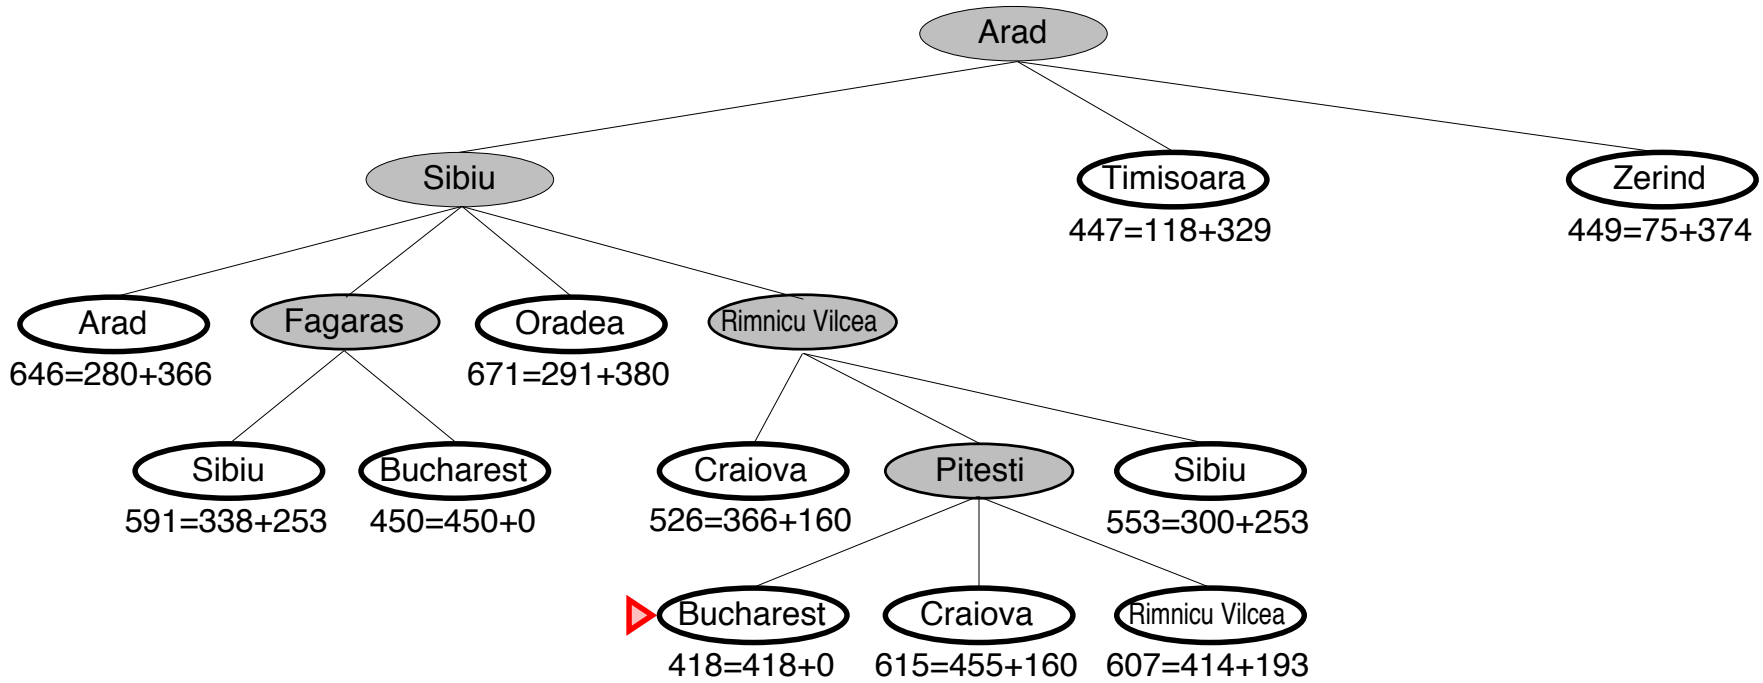 Arad
Sibiu
Timisoara
Zerind
447=118+329
449=75+374
Arad
Fagaras
Oradea
Rimnicu Vilcea
646=280+366
671=291+380
Sibiu
Bucharest
Craiova
Pitesti
Sibiu
591=338+253
450=450+0
526=366+160
553=300+253
Bucharest
Craiova
Rimnicu Vilcea
418=418+0
615=455+160
607=414+193